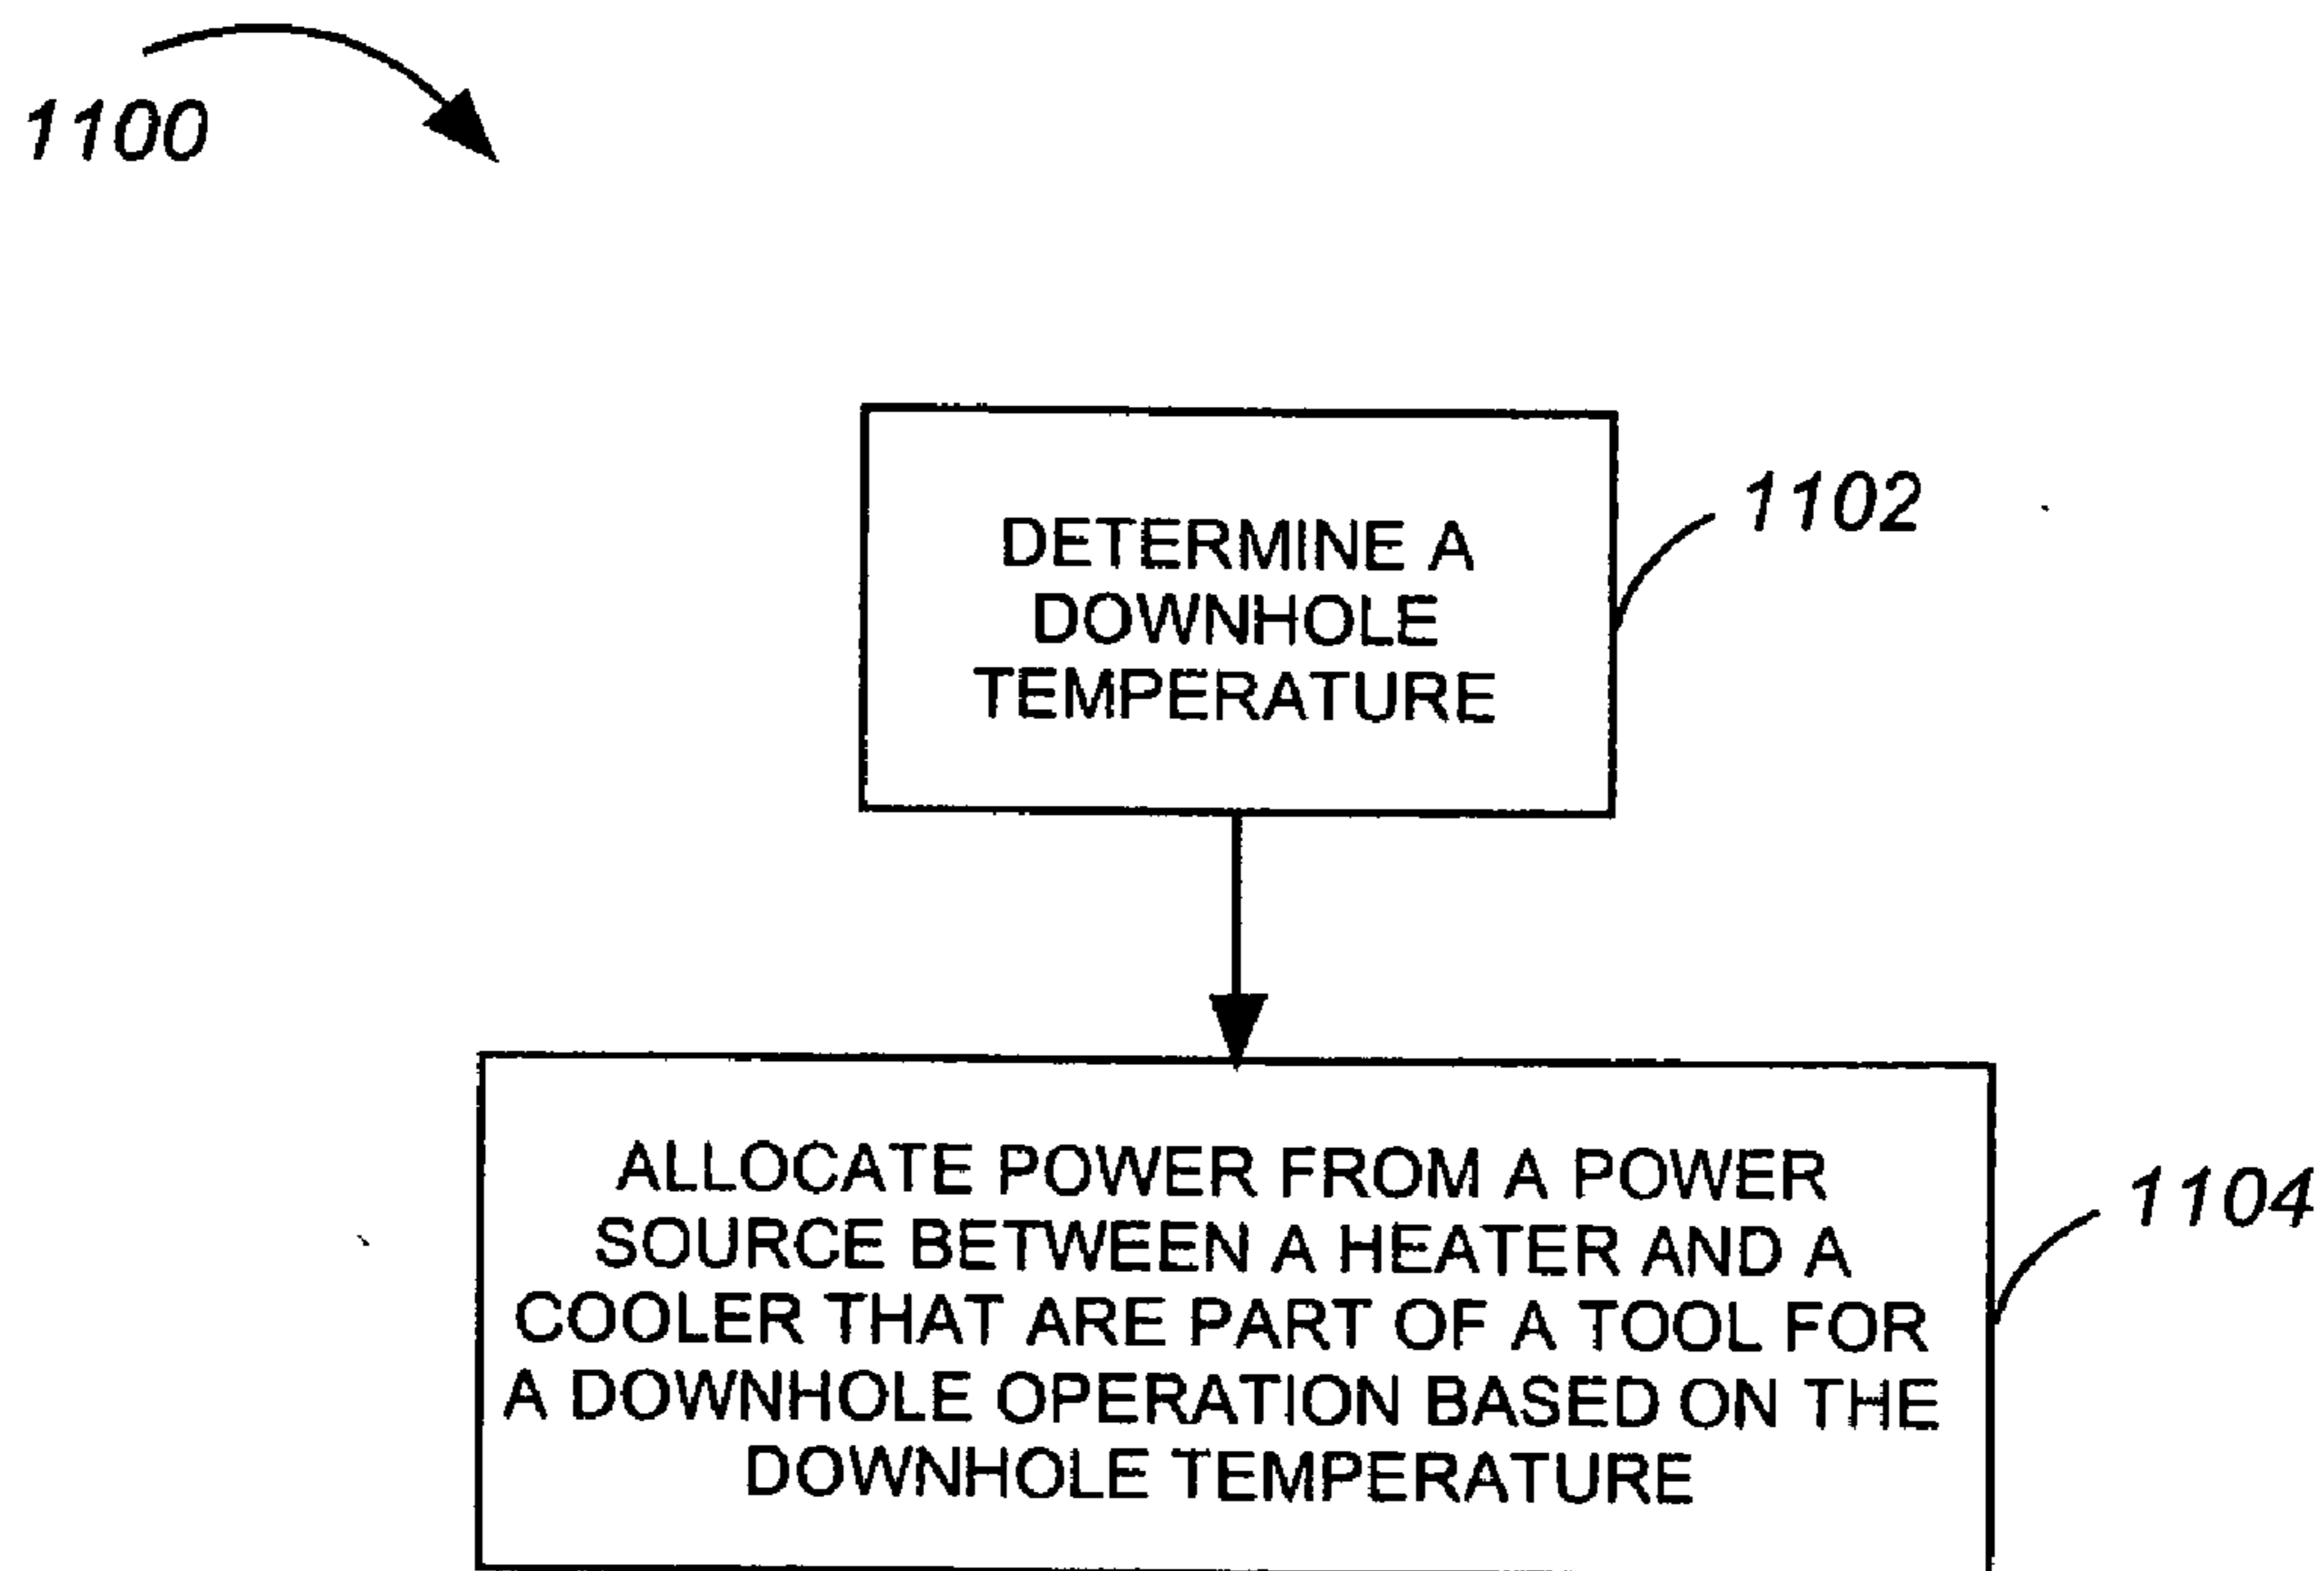 1100
DETERMINE A
DOWNHOLE
TEMPERATURE
1102
ALLOCATE POWER FROM A POWER
SOURCE BETWEEN A HEATER AND A
COOLER THAT ARE PART OF A TOOL FOR
A DOWNHOLE OPERATION BASED ON THE
DOWNHOLE TEMPERATURE
1104